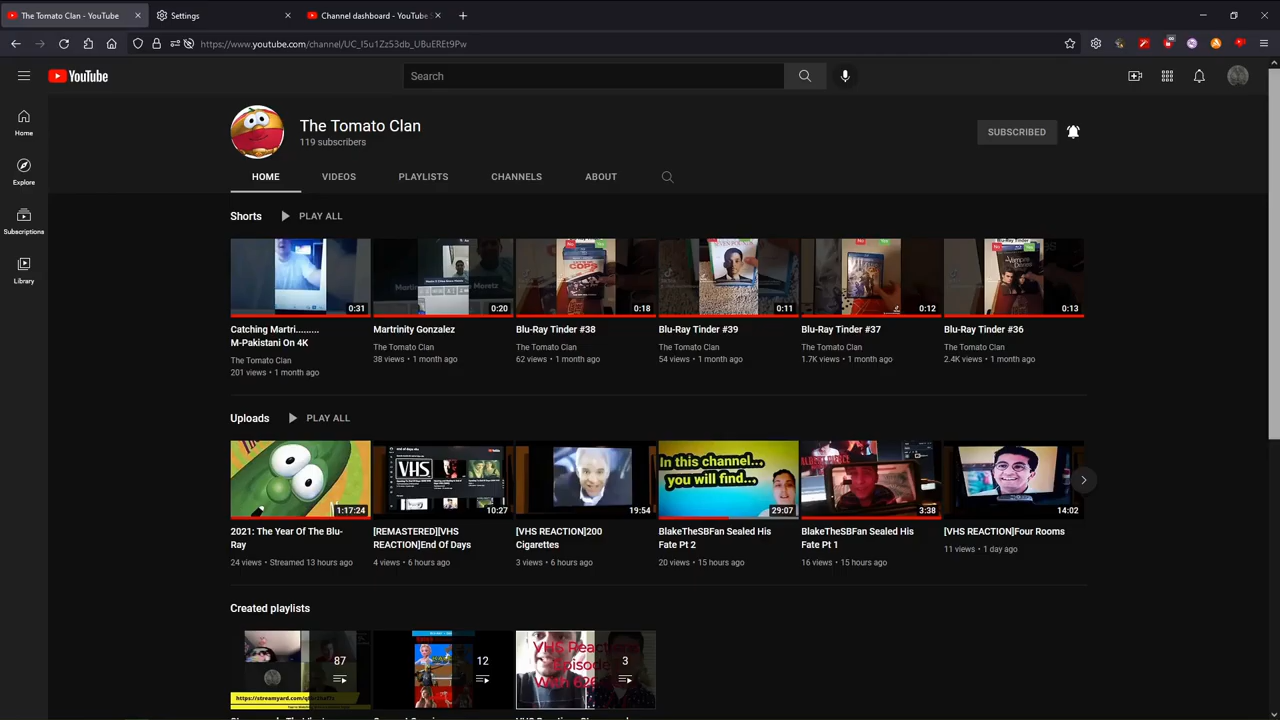 The Tomato Clan - YouTube
Settings
Channel dashboard - YouTube
https://www.youtube.com/channel/UC_I5u1Zz53db_UBuEREt9Pw
YouTube
Search
Home
Explore
Subscriptions
Library
The Tomato Clan
119 subscribers
SUBSCRIBED
HOME VIDEOS PLAYLISTS CHANNELS ABOUT
Shorts PLAY ALL
0:31 0:20 0:18 0:11 0:12 0:13
Catching Martri.........
M-Pakistani On 4K
The Tomato Clan
201 views • 1 month ago
Martrinity Gonzalez
The Tomato Clan
38 views • 1 month ago
Blu-Ray Tinder #38
The Tomato Clan
62 views • 1 month ago
Blu-Ray Tinder #39
The Tomato Clan
54 views • 1 month ago
Blu-Ray Tinder #37
The Tomato Clan
1.7K views • 1 month ago
Blu-Ray Tinder #36
The Tomato Clan
2.4K views • 1 month ago
Uploads PLAY ALL
VHS
In this channel...
you will find...
1:17:24 10:27 19:54 29:07 3:38 14:02
2021: The Year Of The Blu-
Ray
24 views • Streamed 13 hours ago
[REMASTERED][VHS
REACTION]End Of Days
4 views • 6 hours ago
[VHS REACTION]200
Cigarettes
3 views • 6 hours ago
BlakeTheSBFan Sealed His
Fate Pt 2
20 views • 15 hours ago
BlakeTheSBFan Sealed His
Fate Pt 1
16 views • 15 hours ago
[VHS REACTION]Four Rooms
11 views • 1 day ago
Created playlists
87
12
VHS Reaction
Episode
With 626
3